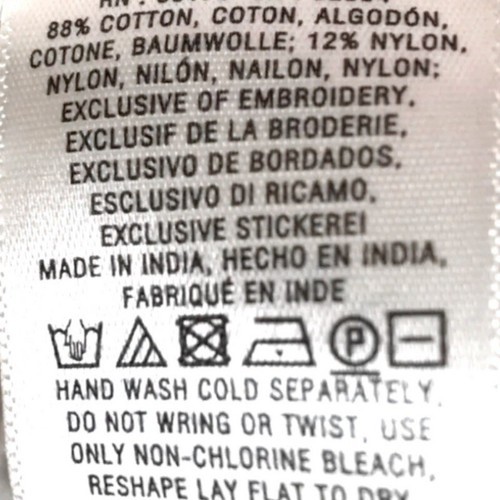 88% COTTON, COTON, ALGODÓN,
COTONE, BAUMWOLLE; 12% NYLON,
NYLON, NILÓN, NAILON, NYLON;
EXCLUSIVE OF EMBROIDERY,
EXCLUSIF DE LA BRODERIE,
EXCLUSIVO DE BORDADOS,
ESCLUSIVO DI RICAMO,
EXCLUSIVE STICKEREI
MADE IN INDIA, HECHO EN INDIA,
FABRIQUÉ EN INDE
P
HAND WASH COLD SEPARATELY,
DO NOT WRING OR TWIST, USE
ONLY NON-CHLORINE BLEACH,
RESHAPE LAY FLAT TO DRY